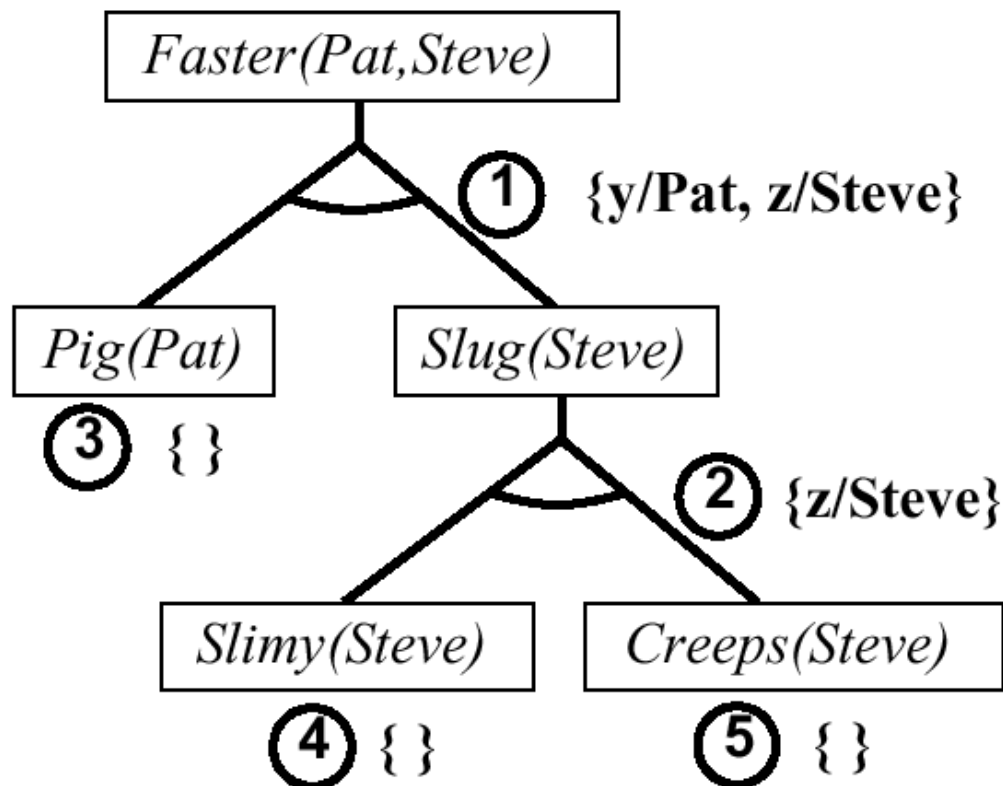 Faster(Pat,Steve)
1 {y/Pat, z/Steve}
Pig(Pat) Slug(Steve)
3 { }
2 {z/Steve}
Slimy(Steve) Creeps(Steve)
4 { } 5 { }